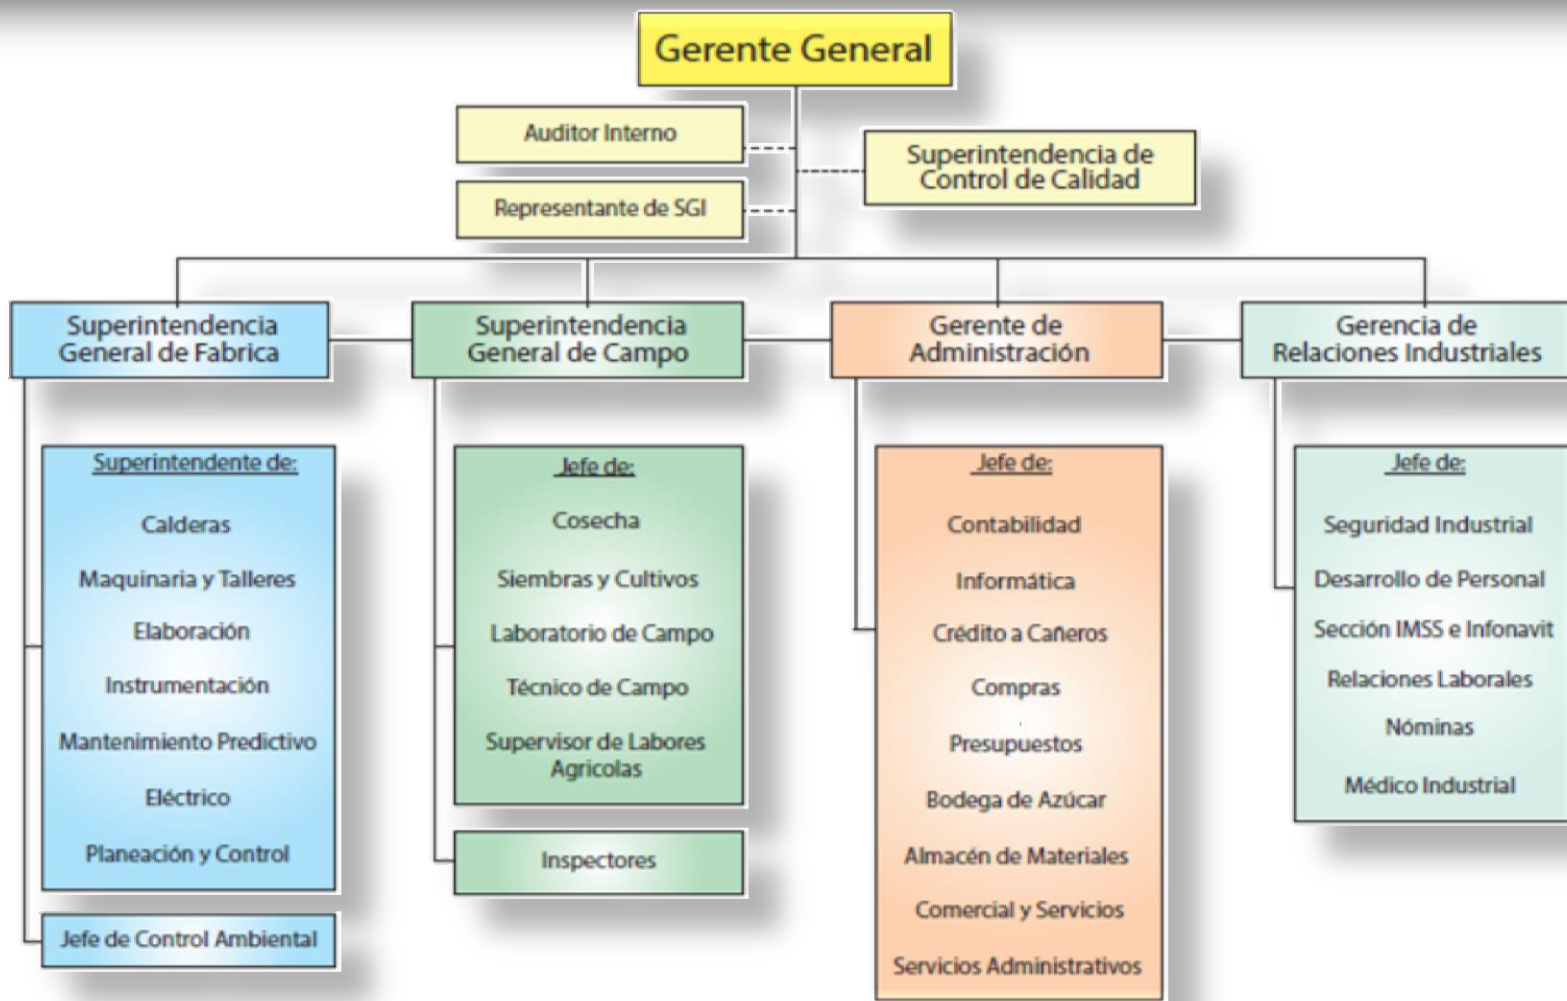 Gerente General
Auditor Interno
Superintendencia de
Control de Calidad
Representante de SGI
Superintendencia
General de Fabrica
Superintendencia
General de Campo
Gerente de
Administración
Gerencia de
Relaciones Industriales
Superintendente de:
Calderas
Maquinaria y Talleres
Elaboración
Instrumentación
Mantenimiento Predictivo
Eléctrico
Planeación y Control
Jefe de Control Ambiental
Jefe de:
Cosecha
Siembras y Cultivos
Laboratorio de Campo
Técnico de Campo
Supervisor de Labores
Agricolas
Inspectores
Jefe de:
Contabilidad
Informática
Crédito a Cañeros
Compras
Presupuestos
Bodega de Azúcar
Almacén de Materiales
Comercial y Servicios
Servicios Administrativos
Jefe de:
Seguridad Industrial
Desarrollo de Personal
Sección IMSS e Infonavit
Relaciones Laborales
Nóminas
Médico Industrial